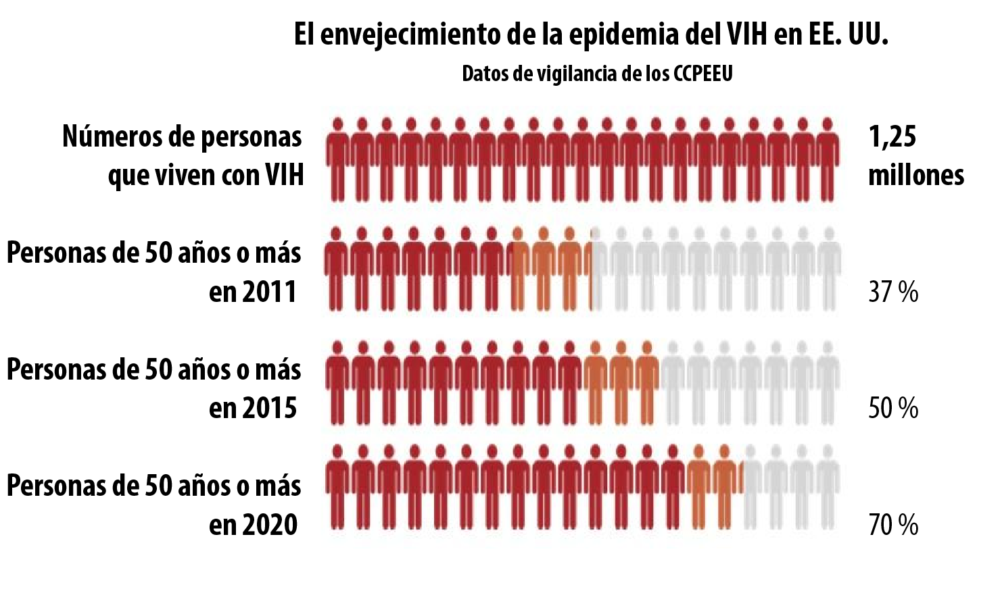 El envejecimiento de la epidemia del VIH en EE. UU.
Datos de vigilancia de los CCPEEU
Números de personas
que viven con VIH
1,25
millones
Personas de 50 años o más
en 2011
37 %
Personas de 50 años o más
en 2015
50 %
Personas de 50 años o más
en 2020
70 %